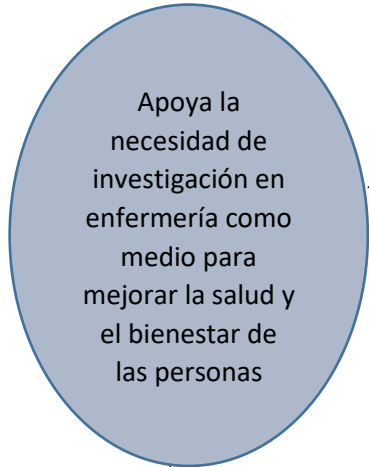 Apoya la
necesidad de
investigación en
enfermería como
medio para
mejorar la salud y
el bienestar de
las personas